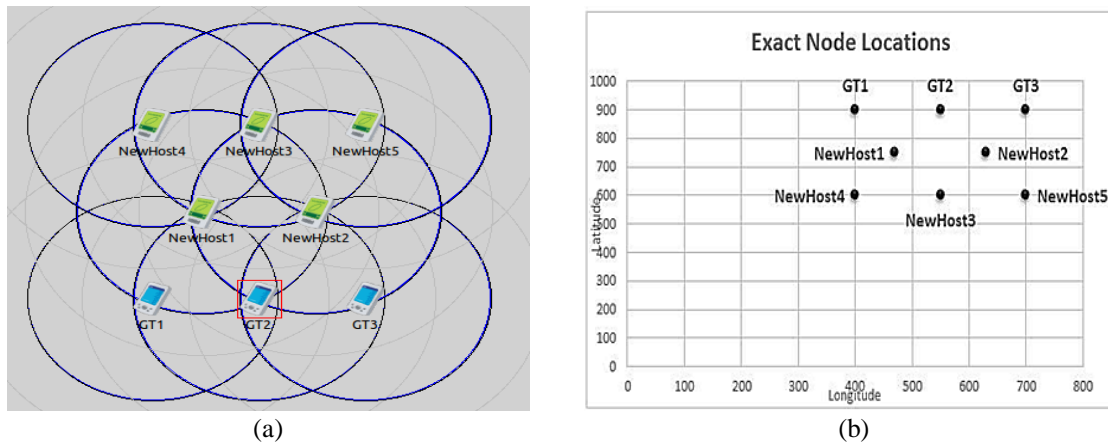 NewHost4 NewHost3 NewHost5
NewHost1 NewHost2
GT1 GT2 GT3
(a)
Exact Node Locations
1000
900
800
700
600
500
400
300
200
100
0
Latitude
GT1 GT2 GT3
NewHost1 NewHost2
NewHost4 NewHost3 NewHost5
0 100 200 300 400 500 600 700 800
Longitude
(b)